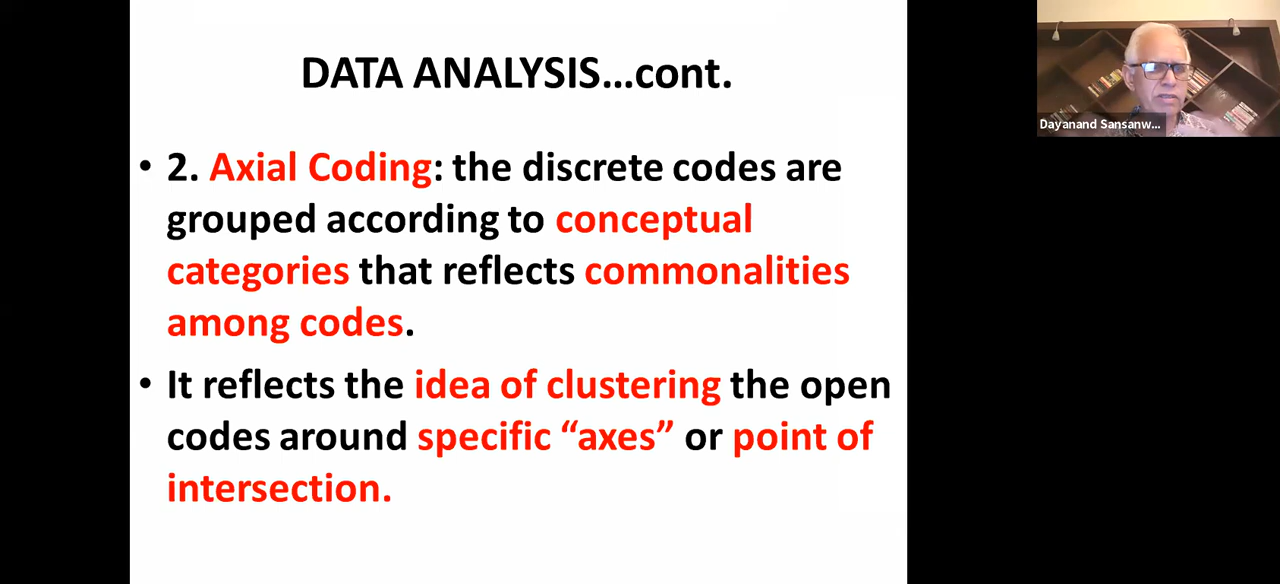 DATA ANALYSIS...cont.
• 2. Axial Coding: the discrete codes are
grouped according to conceptual
categories that reflects commonalities
among codes.
• It reflects the idea of clustering the open
codes around specific “axes” or point of
intersection.
Dayanand Sansanw...